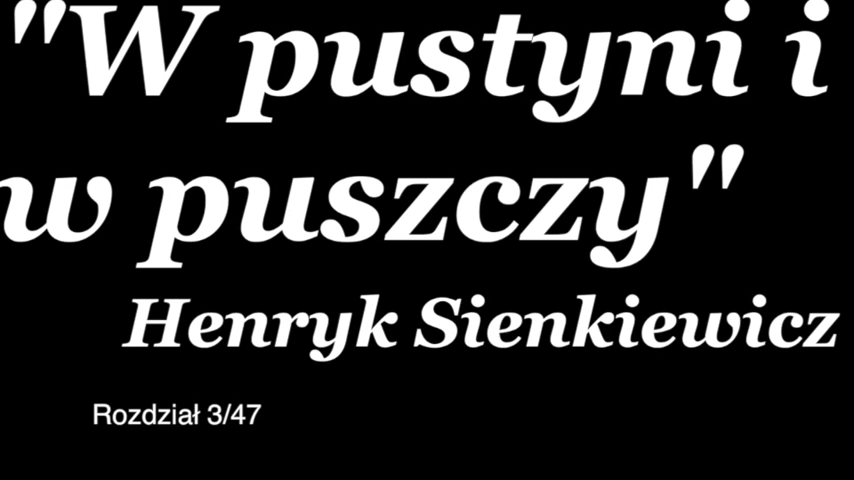 "W pustyni i
w puszczy"
Henryk Sienkiewicz
Rozdział 3/47